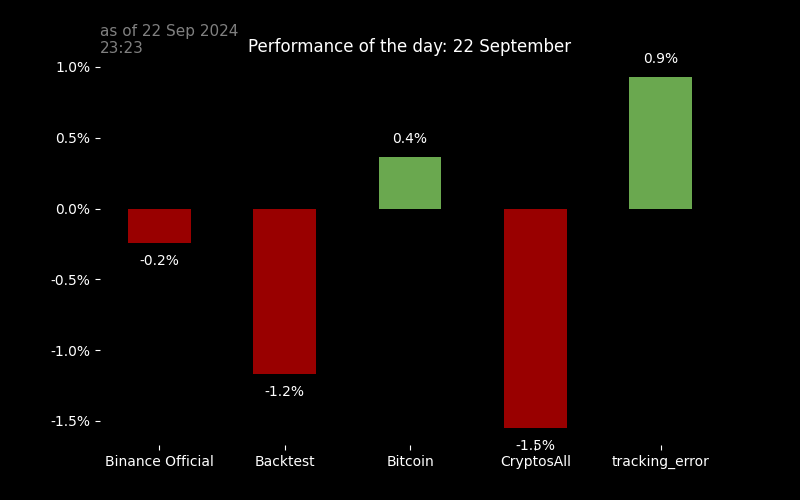 as of 22 Sep 2024
23:23
Performance of the day: 22 September
1.0%
0.5%
0.0%
-0.5%
-1.0%
-1.5%
-0.2%
-1.2%
0.4%
-1.5%
0.9%
Binance Official
Backtest
Bitcoin
CryptosAll
tracking_error